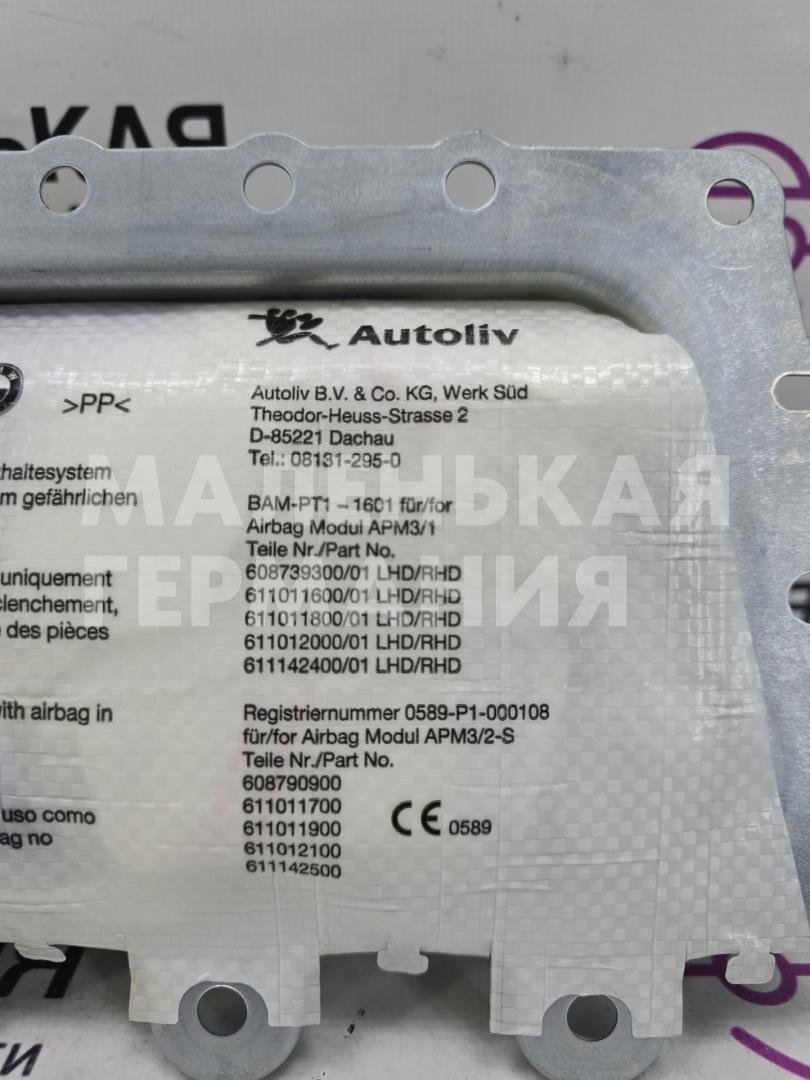 Autoliv
>PP<
Autoliv B.V. & Co. KG, Werk Süd
Theodor-Heuss-Strasse 2
D-85221 Dachau
Tel.: 08131-295-0
haltesystem
m gefährlichen
BAM-PT1 – 1601 für/for
Airbag Modul APM3/1
Teile Nr./Part No.
608739300/01 LHD/RHD
611011600/01 LHD/RHD
611011800/01 LHD/RHD
611012000/01 LHD/RHD
611142400/01 LHD/RHD
uniquement
clenchement,
des pièces
МАЛЕНЬКАЯ
ГЕРМАНИЯ
Registriernummer 0589-P1-000108
für/for Airbag Modul APM3/2-S
Teile Nr./Part No.
608790900
611011700
611011900
611012100
611142500
with airbag in
uso como
ag no
CE 0589